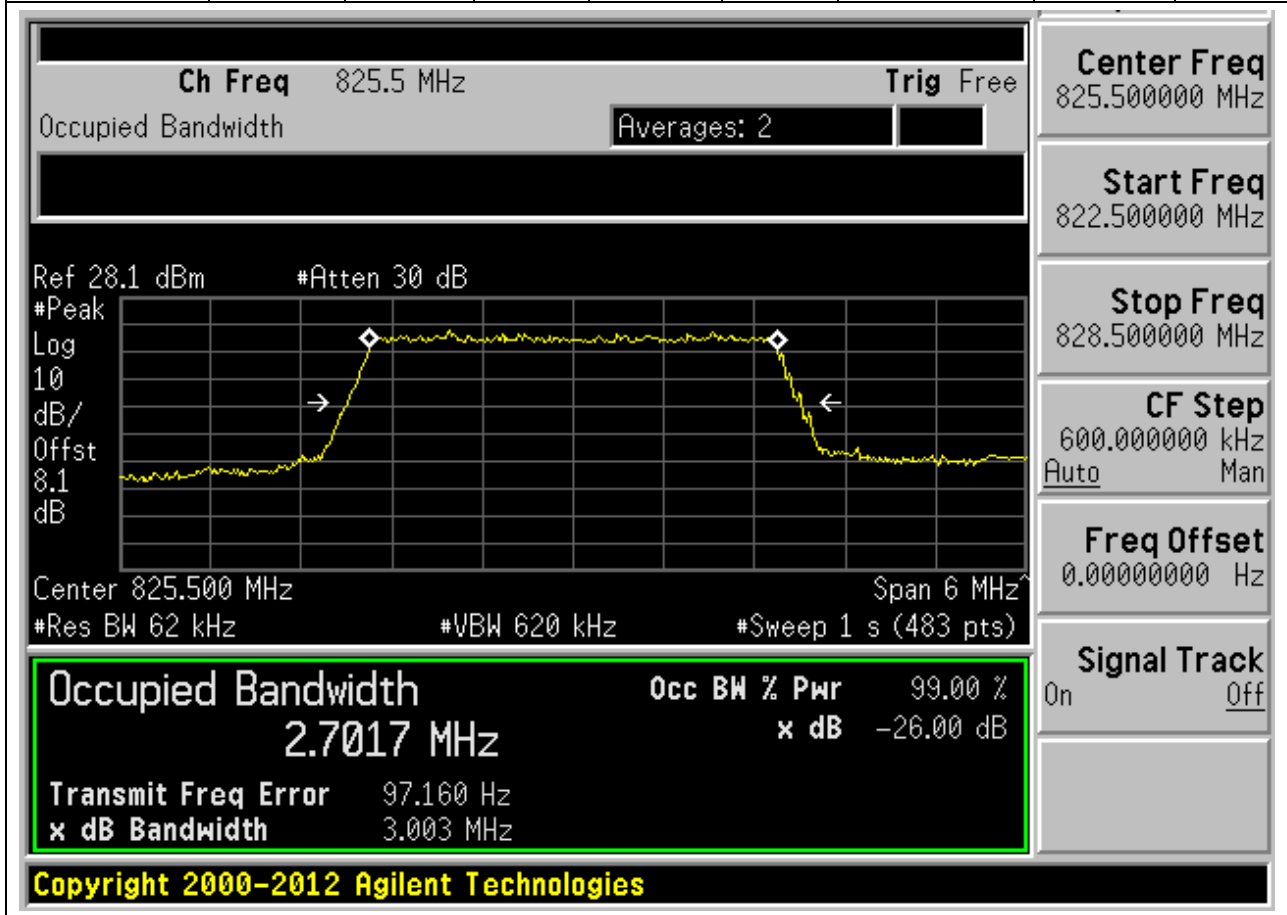 Ch Freq 825.5 MHz Trig Free
Occupied Bandwidth Averages: 2
Ref 28.1 dBm #Atten 30 dB
#Peak
Log
10
dB/
Offst
8.1
dB
Center 825.500 MHz Span 6 MHz^
#Res BW 62 kHz #VBW 620 kHz #Sweep 1 s (483 pts)
Occupied Bandwidth
2.7017 MHz
Occ BW % Pwr 99.00 %
x dB -26.00 dB
Transmit Freq Error 97.160 Hz
x dB Bandwidth 3.003 MHz
Copyright 2000-2012 Agilent Technologies
Center Freq
825.500000 MHz
Start Freq
822.500000 MHz
Stop Freq
828.500000 MHz
CF Step
600.000000 kHz
Auto Man
Freq Offset
0.00000000 Hz
Signal Track
On Off